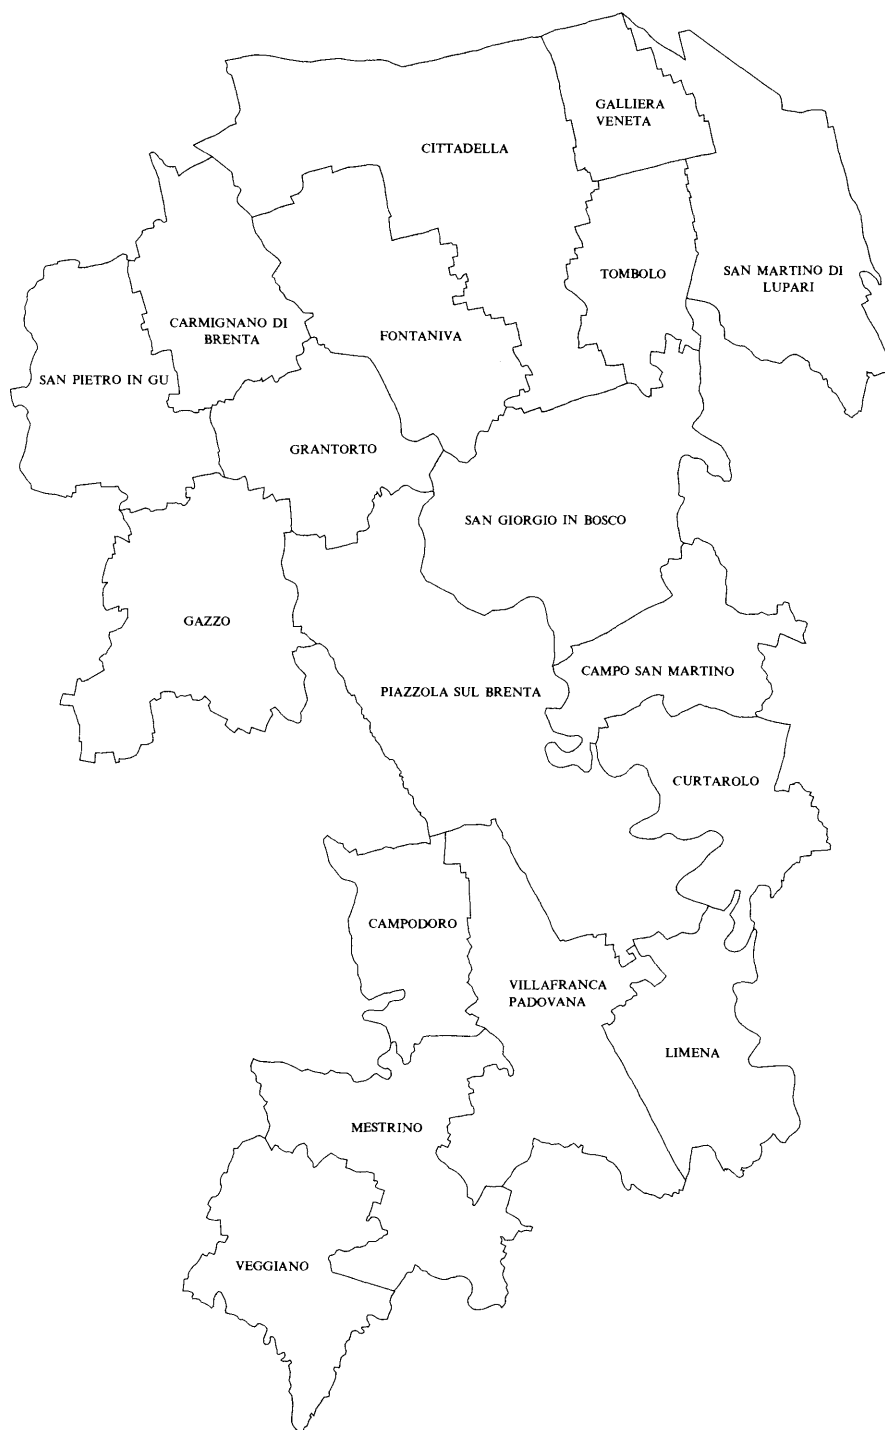 GALLIERA
VENETA
CITTADELLA
TOMBOLO
SAN MARTINO DI
LUPARI
CARMIGNANO DI
BRENTA
FONTANIVA
SAN PIETRO IN GU
GRANTORTO
SAN GIORGIO IN BOSCO
GAZZO
CAMPO SAN MARTINO
PIAZZOLA SUL BRENTA
CURTAROLO
CAMPODORO
VILLAFRANCA
PADOVANA
LIMENA
MESTRINO
VEGGIANO